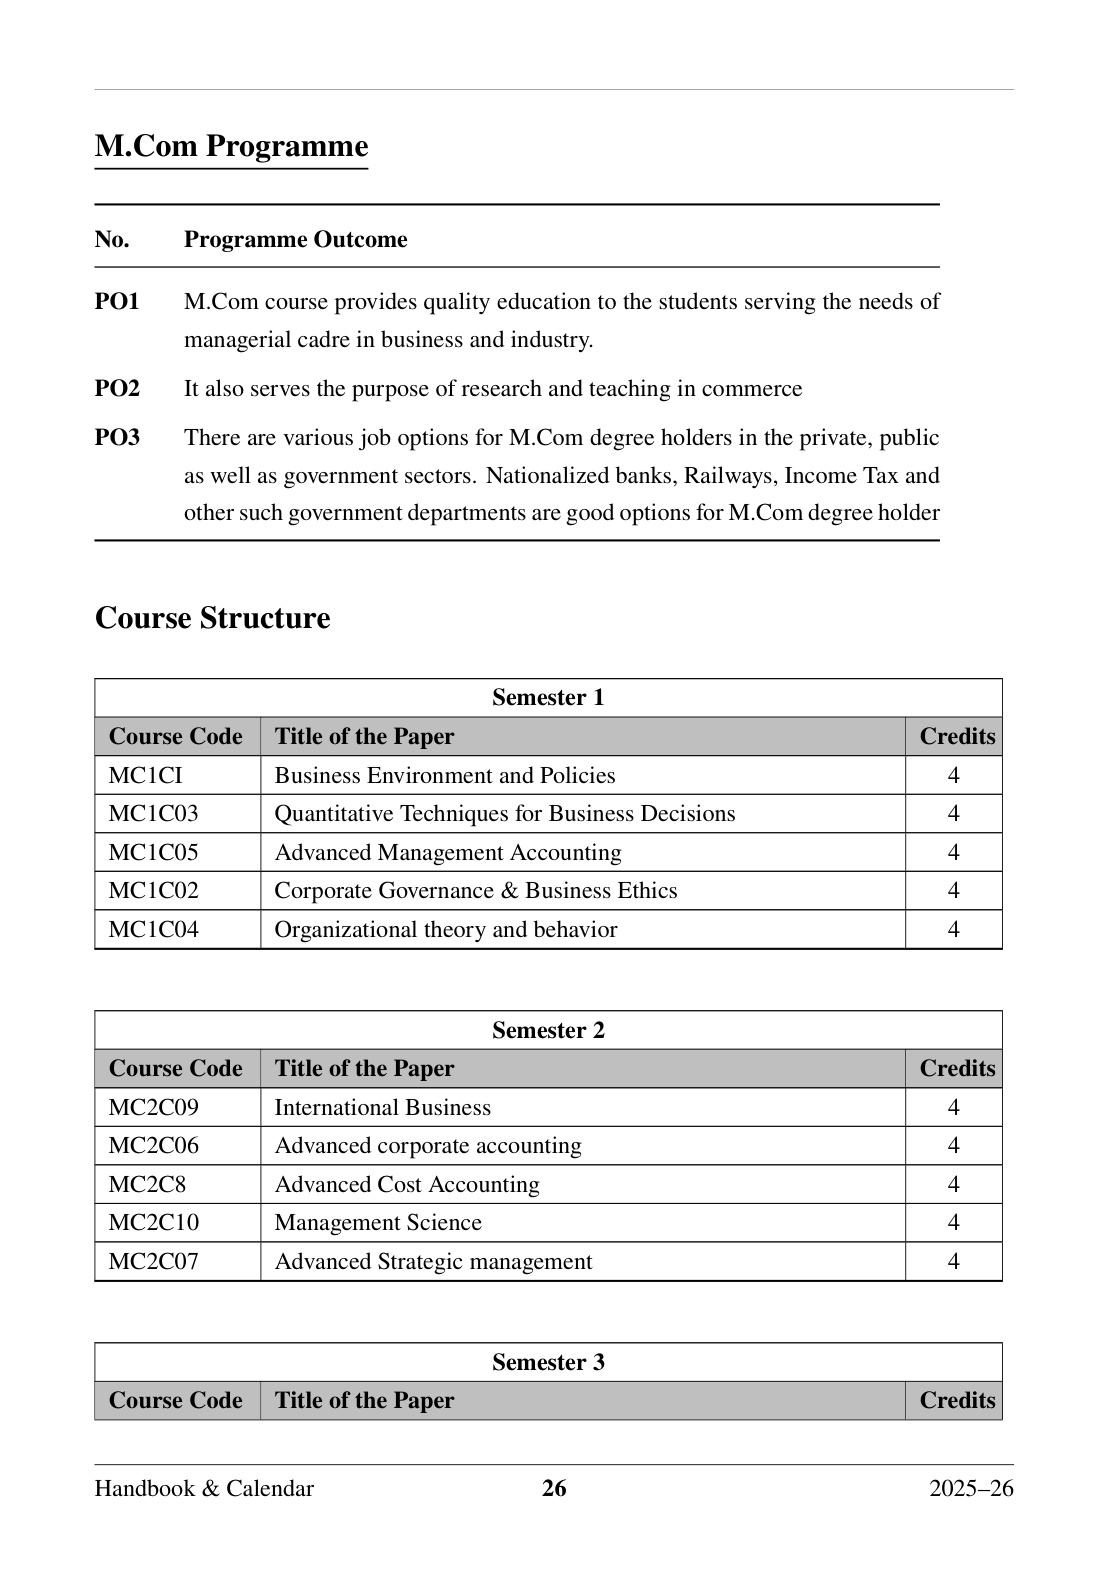 M.Com Programme
No. Programme Outcome
PO1 M.Com course provides quality education to the students serving the needs of
managerial cadre in business and industry.
PO2 It also serves the purpose of research and teaching in commerce
PO3 There are various job options for M.Com degree holders in the private, public
as well as government sectors. Nationalized banks, Railways, Income Tax and
other such government departments are good options for M.Com degree holder
Course Structure
Semester 1
Course Code Title of the Paper Credits
MC1CI Business Environment and Policies 4
MC1C03 Quantitative Techniques for Business Decisions 4
MC1C05 Advanced Management Accounting 4
MC1C02 Corporate Governance & Business Ethics 4
MC1C04 Organizational theory and behavior 4
Semester 2
Course Code Title of the Paper Credits
MC2C09 International Business 4
MC2C06 Advanced corporate accounting 4
MC2C8 Advanced Cost Accounting 4
MC2C10 Management Science 4
MC2C07 Advanced Strategic management 4
Semester 3
Course Code Title of the Paper Credits
Handbook & Calendar 26 2025–26